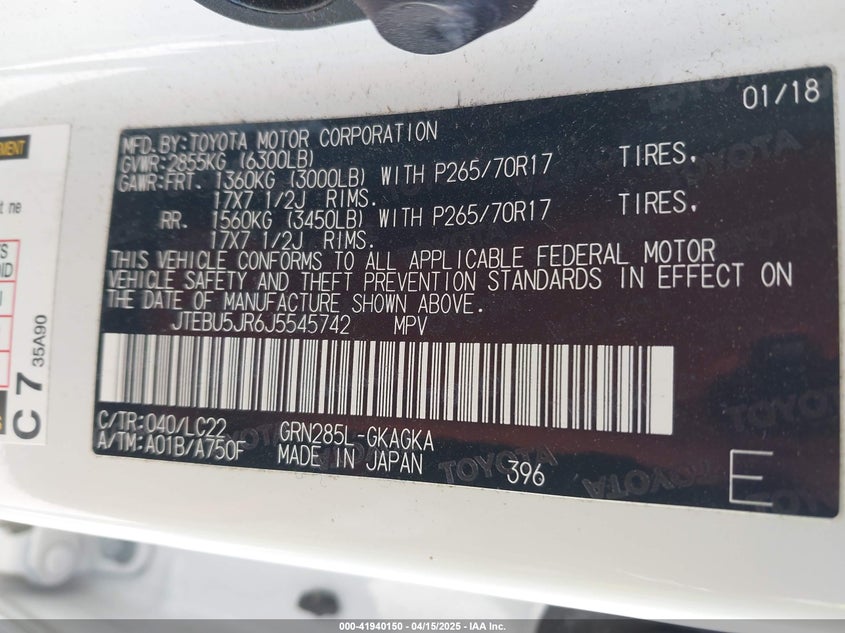 01/18
MFD.BY:TOYOTA MOTOR CORPORATION
GVWR:2855KG (6300LB)
GAWR:FRT. 1360KG (3000LB) WITH P265/70R17 TIRES,
17X7 1/2J RIMS.
RR. 1560KG (3450LB) WITH P265/70R17 TIRES,
17X7 1/2J RIMS.
THIS VEHICLE CONFORMS TO ALL APPLICABLE FEDERAL MOTOR
VEHICLE SAFETY AND THEFT PREVENTION STANDARDS IN EFFECT ON
THE DATE OF MANUFACTURE SHOWN ABOVE.
JTEBU5JR6J5545742 MPV
C/TR:040/LC22 GRN285L-GKAGKA
A/TM:A01B/A750F MADE IN JAPAN 396 E
TOYOTA
C7
35A90
000-41940150 - 04/15/2025 - IAA Inc.